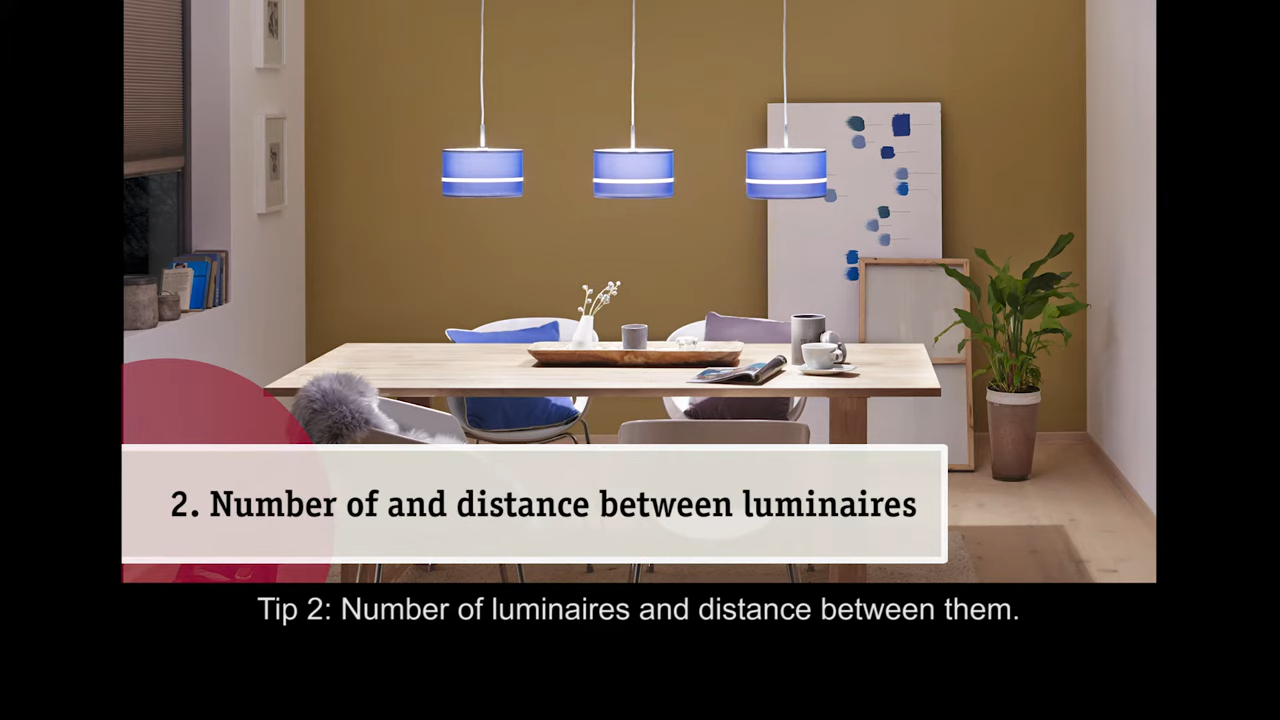 2. Number of and distance between luminaires
Tip 2: Number of luminaires and distance between them.